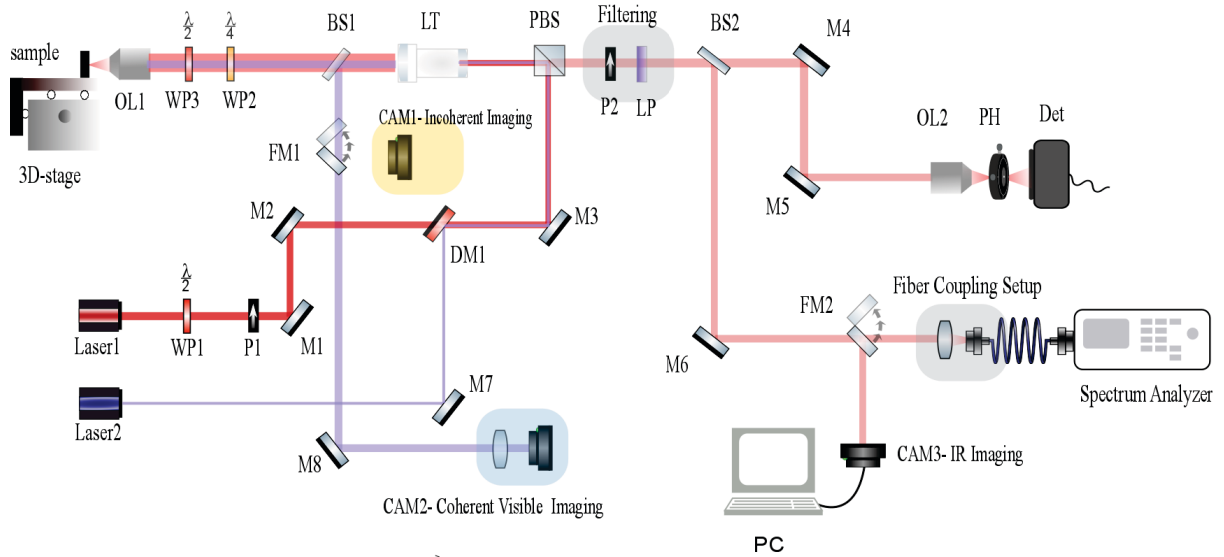 λ/2
λ/4
BS1
LT
PBS
Filtering
BS2
M4
sample
OL1
WP3
WP2
P2
LP
OL2
PH
Det
CAM1- Incoherent Imaging
FM1
3D-stage
M5
M2
M3
DM1
λ/2
Fiber Coupling Setup
FM2
Laser1
WP1
P1
M1
M6
M7
Spectrum Analyzer
Laser2
M8
CAM3- IR Imaging
CAM2- Coherent Visible Imaging
PC